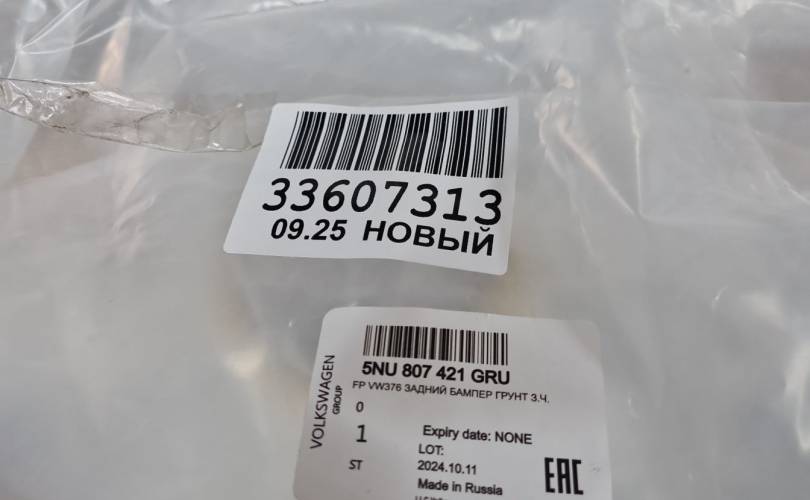 33607313
09.25 НОВЫЙ
VOLKSWAGEN
GROUP
5NU 807 421 GRU
FP VW376 ЗАДНИЙ БАМПЕР ГРУНТ З.Ч.
0
1
ST
Expiry date: NONE
LOT:
2024.10.11
Made in Russia
EAC